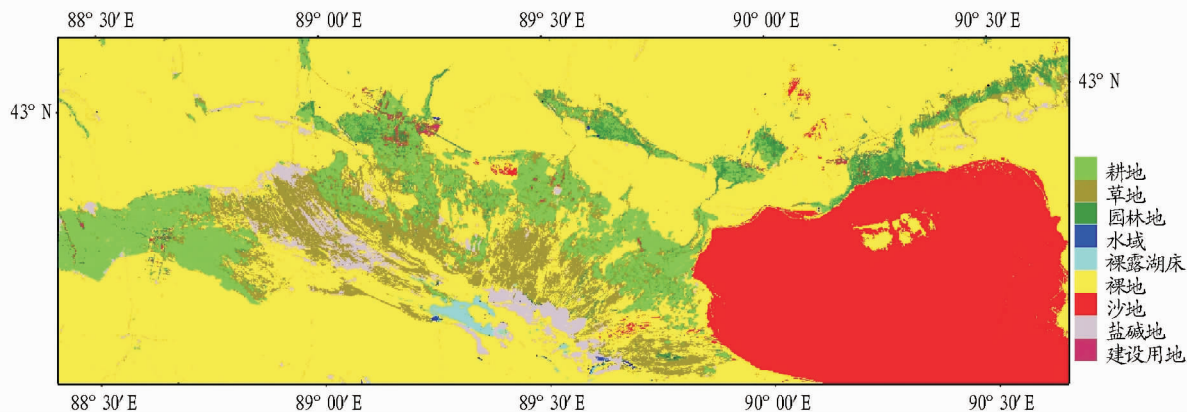 88° 30′ E 89° 00′ E 89° 30′ E 90° 00′ E 90° 30′ E
43° N
43° N
耕地
草地
园林地
水域
裸露湖床
裸地
沙地
盐碱地
建设用地
88° 30′ E 89° 00′ E 89° 30′ E 90° 00′ E 90° 30′ E